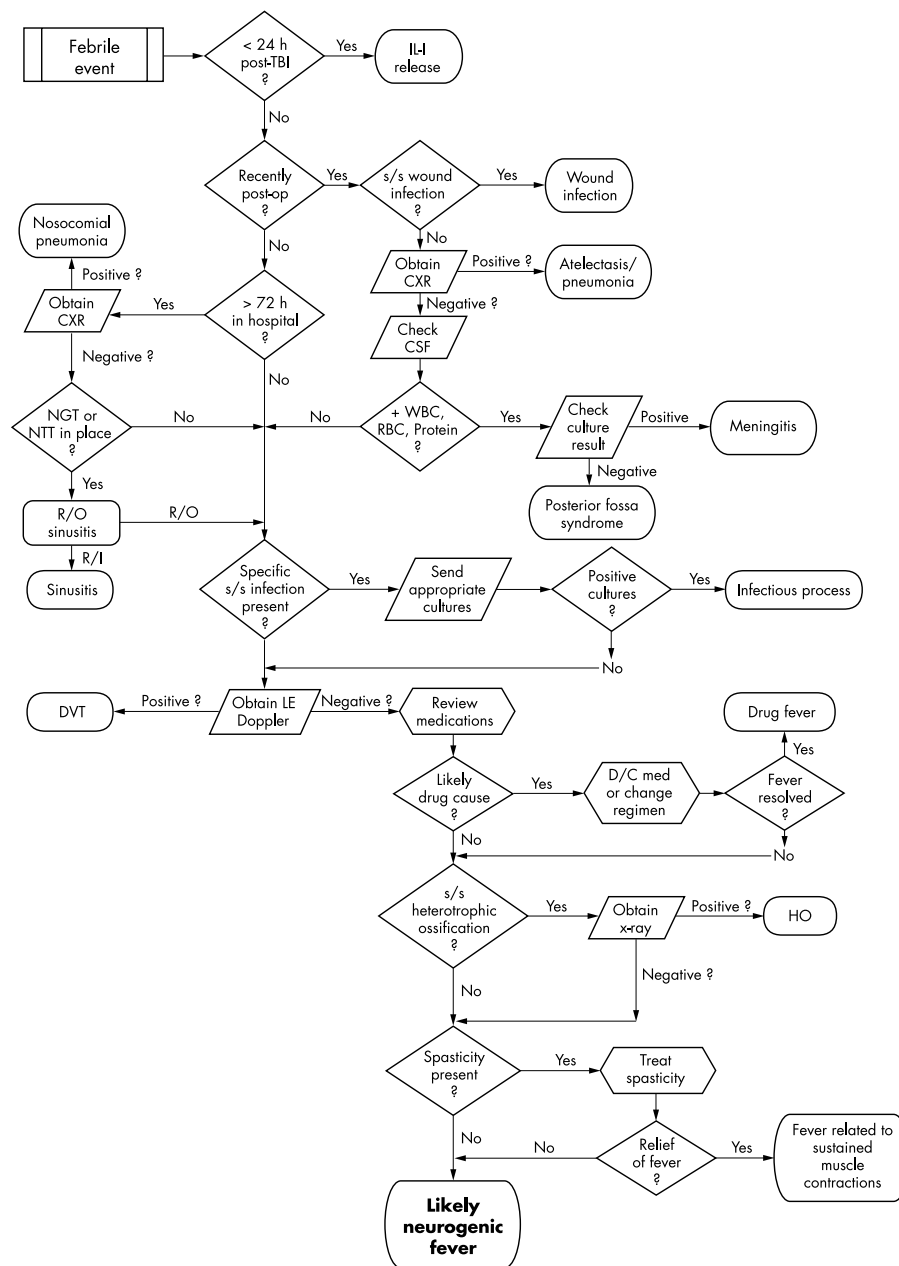 Febrile
event
< 24 h
post-TBI
?
Yes
IL-I
release
No
Recently
post-op
?
Yes
s/s wound
infection
?
Yes
Wound
infection
No
No
Nosocomial
pneumonia
Positive ?
Obtain
CXR
Yes
> 72 h
in hospital
?
Obtain
CXR
Positive ?
Atelectasis/
pneumonia
Negative ?
Check
CSF
Negative ?
No
NGT or
NTT in place
?
No
No
+ WBC,
RBC, Protein
?
Yes
Check
culture
result
Positive
Meningitis
Negative
Posterior fossa
syndrome
Yes
R/O
sinusitis
R/O
R/I
Sinusitis
Specific
s/s infection
present
?
Yes
Send
appropriate
cultures
Positive
cultures
?
Yes
Infectious process
No
No
DVT
Positive ?
Obtain LE
Doppler
Negative ?
Review
medications
Drug fever
Yes
Likely
drug cause
?
Yes
D/C med
or change
regimen
Fever
resolved
?
No
No
s/s
heterotrophic
ossification
?
Yes
Obtain
x-ray
Positive ?
HO
Negative ?
No
Spasticity
present
?
Yes
Treat
spasticity
No
No
Relief
of fever
?
Yes
Fever related to
sustained
muscle
contractions
Likely
neurogenic
fever